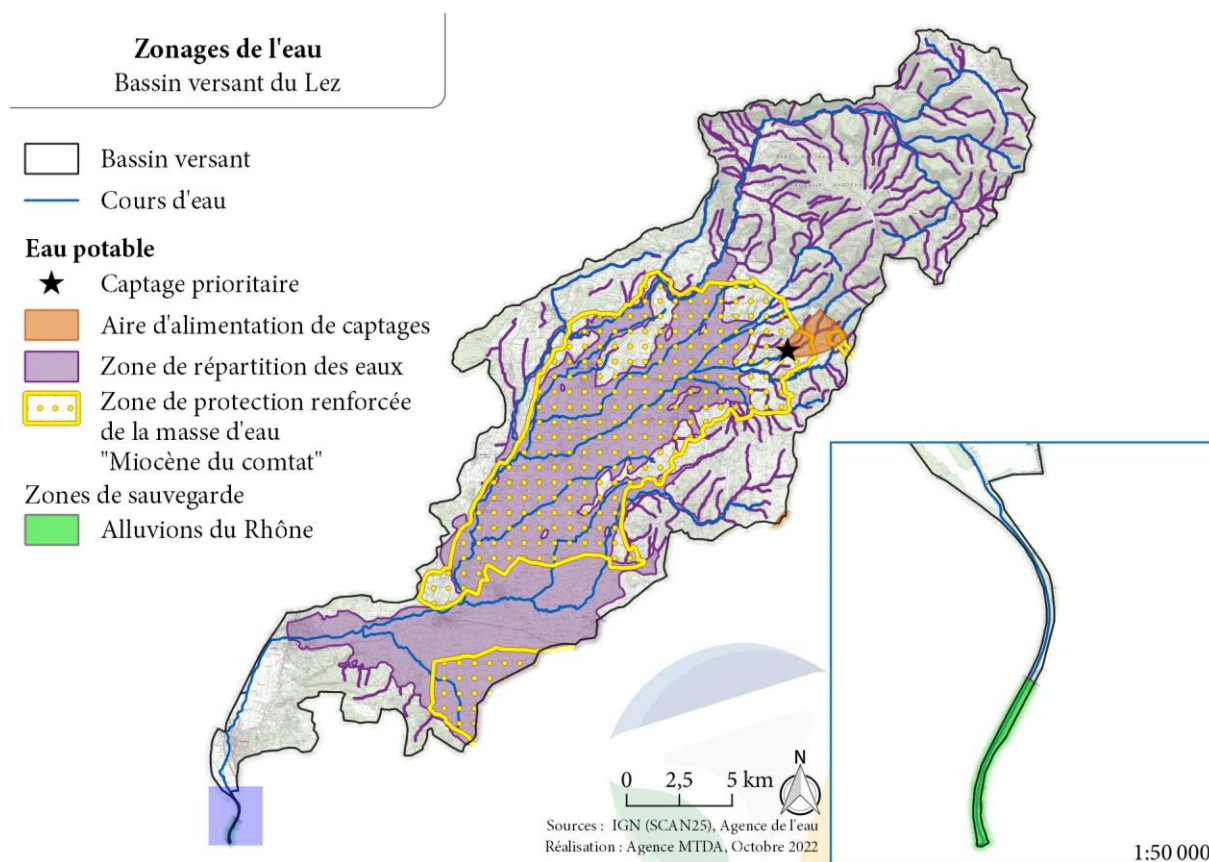 Zonages de l'eau
Bassin versant du Lez
Bassin versant
Cours d'eau
Eau potable
Captage prioritaire
Aire d'alimentation de captages
Zone de répartition des eaux
Zone de protection renforcée
de la masse d'eau
"Miocène du comtat"
Zones de sauvegarde
Alluvions du Rhône
0 2,5 5 km
N
Sources : IGN (SCAN25), Agence de l'eau
Réalisation : Agence MTDA, Octobre 2022
1:50 000